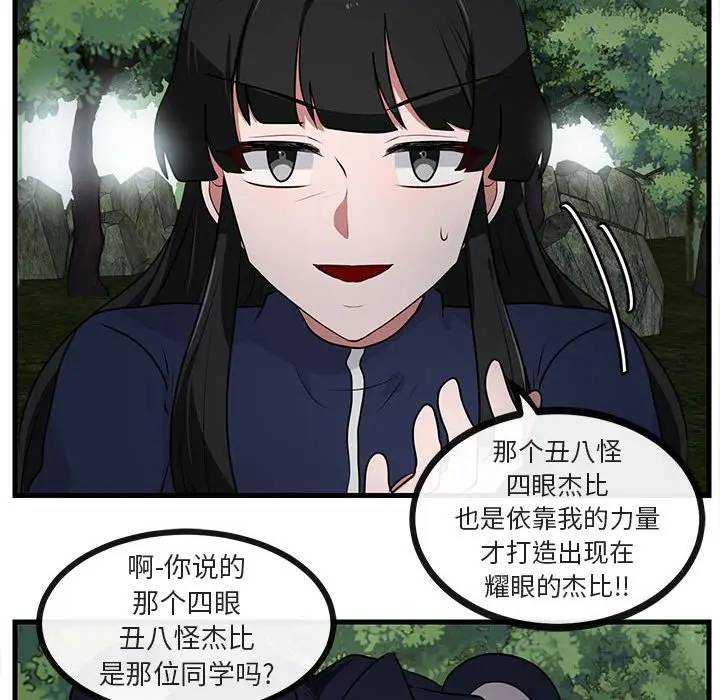 那个丑八怪
四眼杰比
也是依靠我的力量
才打造出现在
耀眼的杰比!!
啊-你说的
那个四眼
丑八怪杰比
是那位同学吗?